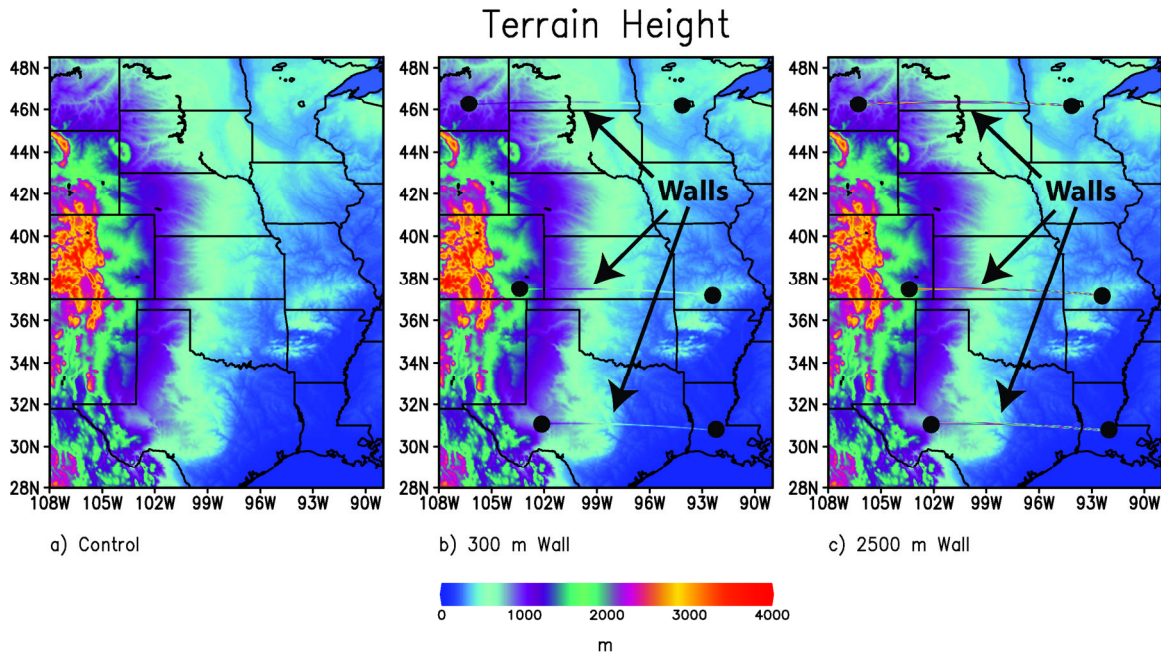 Terrain Height
48N
46N
44N
42N
40N
38N
36N
34N
32N
30N
28N
108W 105W 102W 99W 96W 93W 90W
a) Control
48N
46N
44N
42N
40N
38N
36N
34N
32N
30N
28N
Walls
108W 105W 102W 99W 96W 93W 90W
b) 300 m Wall
48N
46N
44N
42N
40N
38N
36N
34N
32N
30N
28N
Walls
108W 105W 102W 99W 96W 93W 90W
c) 2500 m Wall
0 1000 2000 3000 4000
m